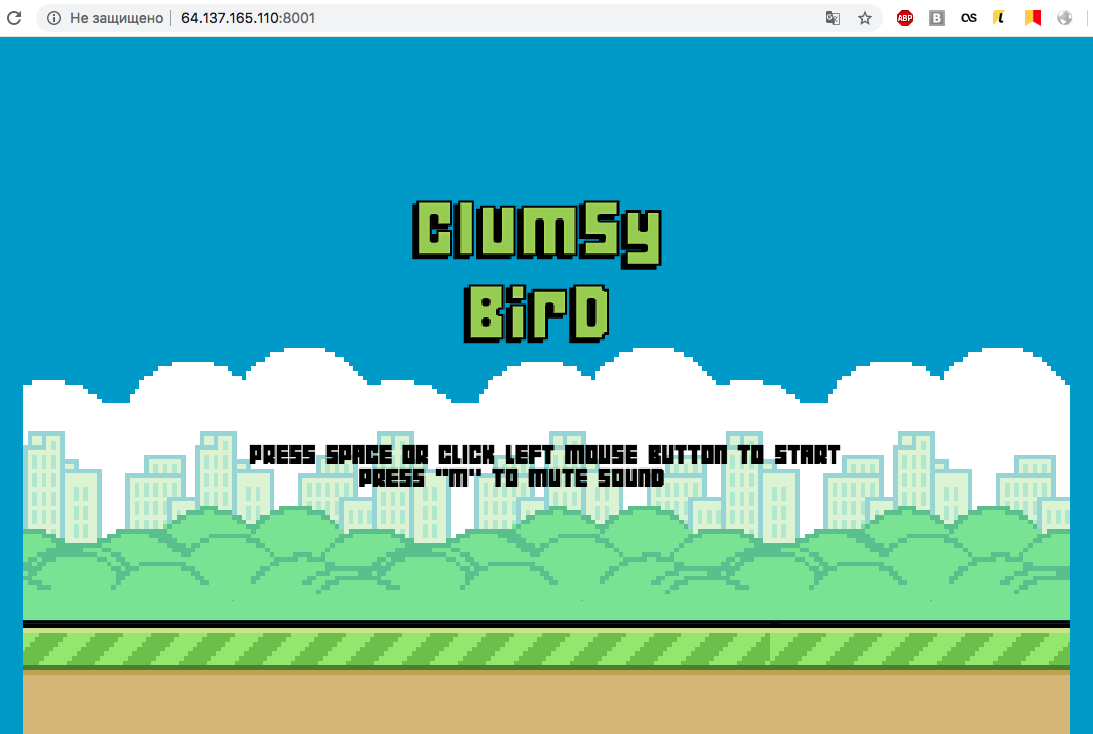 Не защищено 64.137.165.110:8001
ABP B
Clumsy
Bird
PRESS SPACE OR CLICK LEFT MOUSE BUTTON TO START
PRESS "M" TO MUTE SOUND